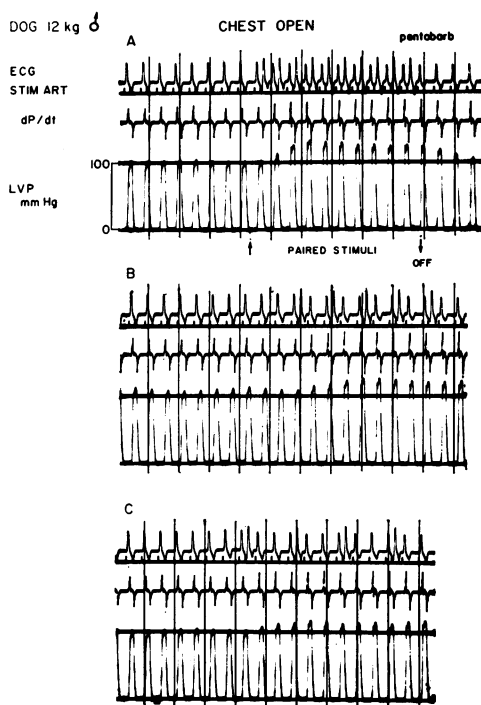 DOG 12 kg ♂ CHEST OPEN
A pentobarb
ECG
STIM ART
dP/dt
100
LVP
mm Hg
0
↑ PAIRED STIMULI ↓
OFF
B
C